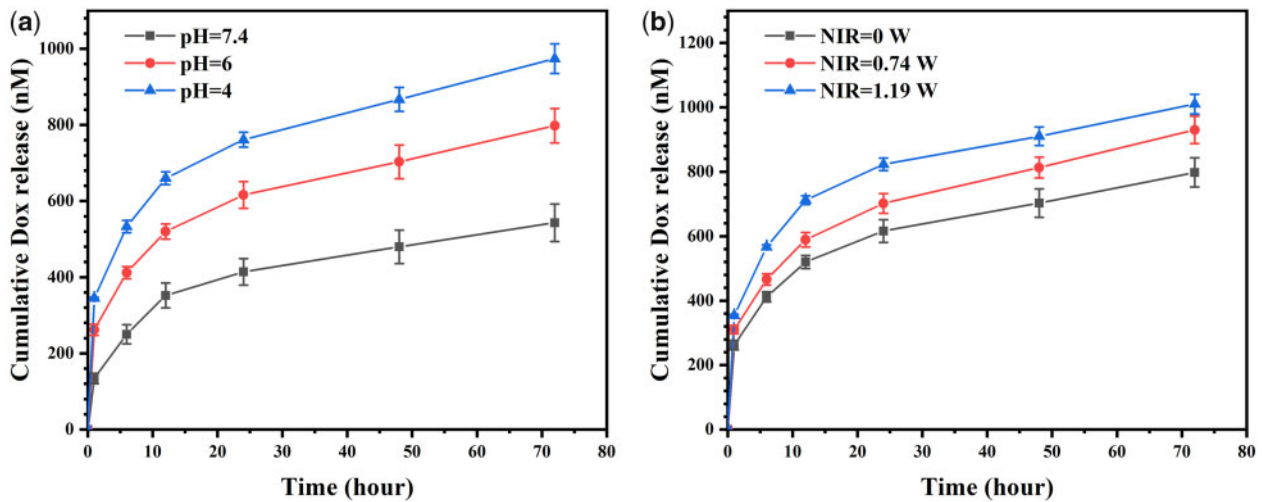 (a)
pH=7.4
pH=6
pH=4
Cumulative Dox release (nM)
1000
800
600
400
200
0
0 10 20 30 40 50 60 70 80
Time (hour)
(b)
NIR=0 W
NIR=0.74 W
NIR=1.19 W
Cumulative Dox release (nM)
1200
1000
800
600
400
200
0
0 10 20 30 40 50 60 70 80
Time (hour)